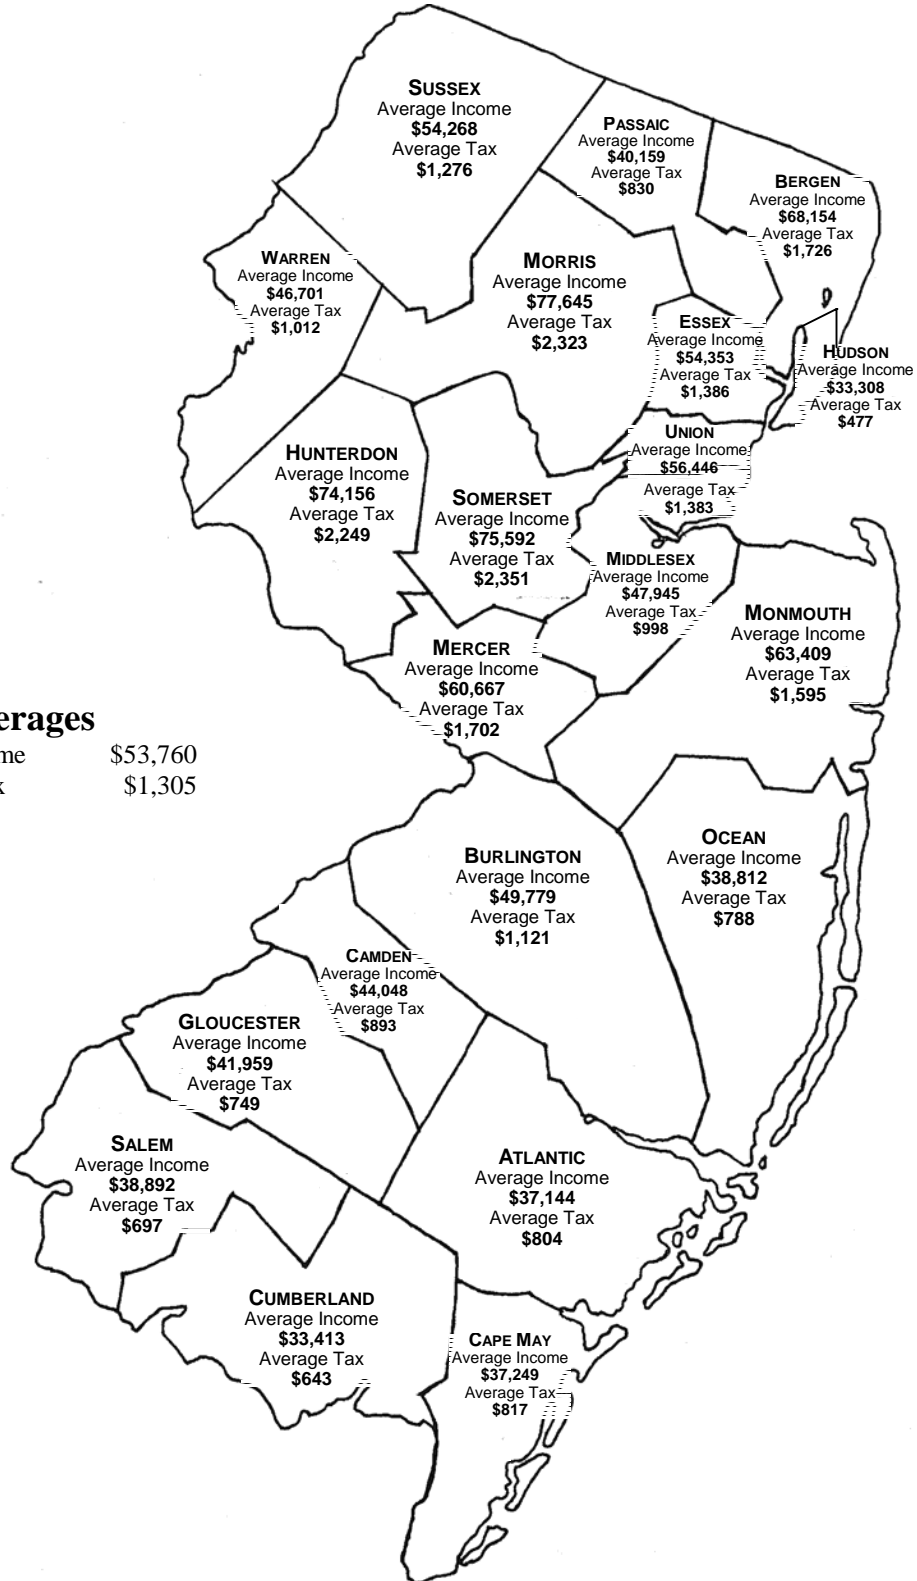 SUSSEX
Average Income
$54,268
Average Tax
$1,276
PASSAIC
Average Income
$40,159
Average Tax
$830
BERGEN
Average Income
$68,154
Average Tax
$1,726
WARREN
Average Income
$46,701
Average Tax
$1,012
MORRIS
Average Income
$77,645
Average Tax
$2,323
ESSEX
Average Income
$54,353
Average Tax
$1,386
HUDSON
Average Income
$33,308
Average Tax
$477
UNION
Average Income
$56,446
Average Tax
$1,383
HUNTERDON
Average Income
$74,156
Average Tax
$2,249
SOMERSET
Average Income
$75,592
Average Tax
$2,351
MIDDLESEX
Average Income
$47,945
Average Tax
$998
MONMOUTH
Average Income
$63,409
Average Tax
$1,595
MERCER
Average Income
$60,667
Average Tax
$1,702
erages
me $53,760
x $1,305
BURLINGTON
Average Income
$49,779
Average Tax
$1,121
OCEAN
Average Income
$38,812
Average Tax
$788
CAMDEN
Average Income
$44,048
Average Tax
$893
GLOUCESTER
Average Income
$41,959
Average Tax
$749
SALEM
Average Income
$38,892
Average Tax
$697
ATLANTIC
Average Income
$37,144
Average Tax
$804
CUMBERLAND
Average Income
$33,413
Average Tax
$643
CAPE MAY
Average Income
$37,249
Average Tax
$817